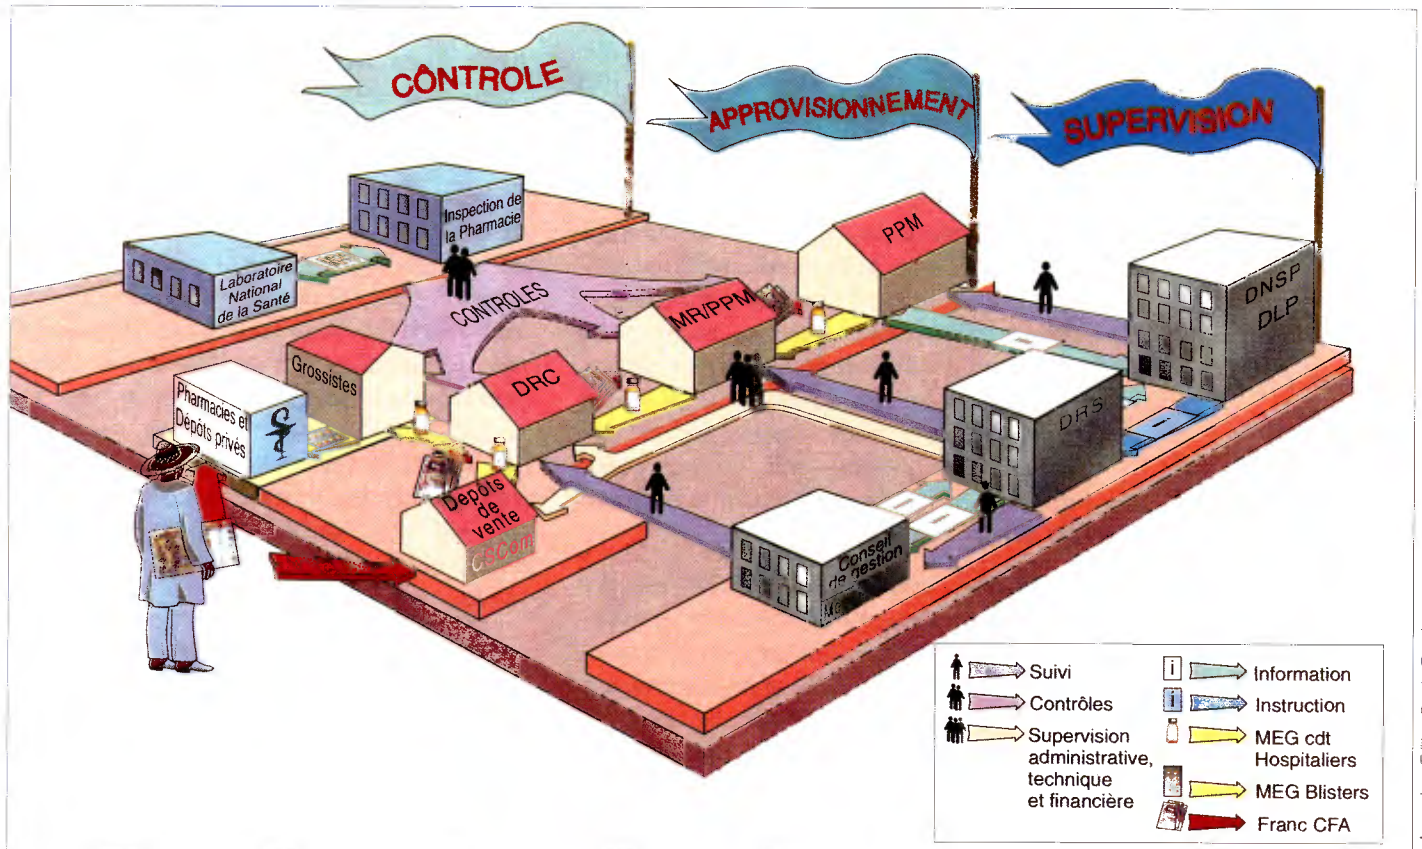 CÔNTROLE
APPROVISIONNEMENT
SUPERVISION
Inspection de
la Pharmacie
Laboratoire
National
de la Santé
CONTRÔLES
PPM
MR/PPM
DNSP
DLP
Grossistes
DRC
DRS
Pharmacies et
Dépôts privés
Depôts
de
vente
CSCom
Conseil
de gestion
Suivi
Contrôles
Supervision
administrative,
technique
et financière
i Information
i Instruction
MEG cdt
Hospitaliers
MEG Blisters
Franc CFA